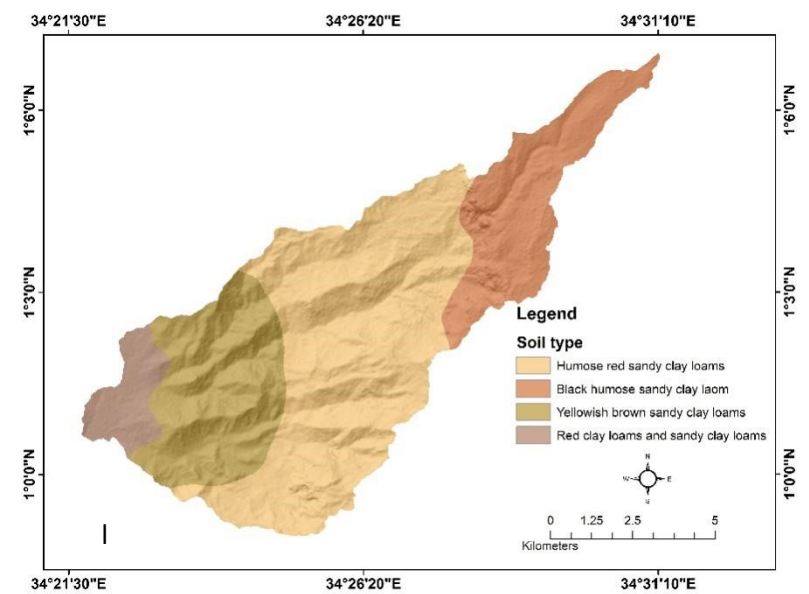 34°21'30"E 34°26'20"E 34°31'10"E
1°6'0"N 1°6'0"N
1°3'0"N 1°3'0"N
Legend
Soil type
Humose red sandy clay loams
Black humose sandy clay laom
Yellowish brown sandy clay loams
Red clay loams and sandy clay loams
N
W E
S
1°0'0"N 1°0'0"N
0 1.25 2.5 5
Kilometers
I
34°21'30"E 34°26'20"E 34°31'10"E